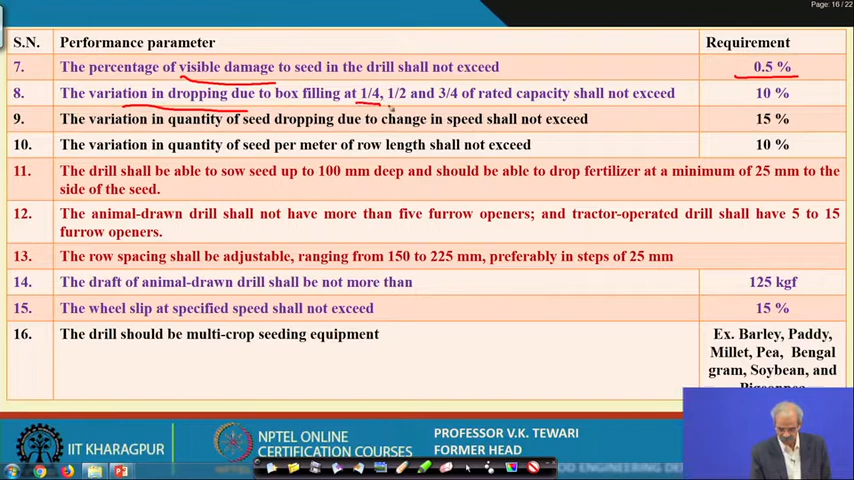 Page: 16 / 22
S.N. Performance parameter Requirement
7. The percentage of visible damage to seed in the drill shall not exceed 0.5 %
8. The variation in dropping due to box filling at 1/4, 1/2 and 3/4 of rated capacity shall not exceed 10 %
9. The variation in quantity of seed dropping due to change in speed shall not exceed 15 %
10. The variation in quantity of seed per meter of row length shall not exceed 10 %
11. The drill shall be able to sow seed up to 100 mm deep and should be able to drop fertilizer at a minimum of 25 mm to the
side of the seed.
12. The animal-drawn drill shall not have more than five furrow openers; and tractor-operated drill shall have 5 to 15
furrow openers.
13. The row spacing shall be adjustable, ranging from 150 to 225 mm, preferably in steps of 25 mm
14. The draft of animal-drawn drill shall be not more than 125 kgf
15. The wheel slip at specified speed shall not exceed 15 %
16. The drill should be multi-crop seeding equipment Ex. Barley, Paddy,
Millet, Pea, Bengal
gram, Soybean, and
IIT KHARAGPUR
NPTEL ONLINE
CERTIFICATION COURSES
PROFESSOR V.K. TEWARI
FORMER HEAD